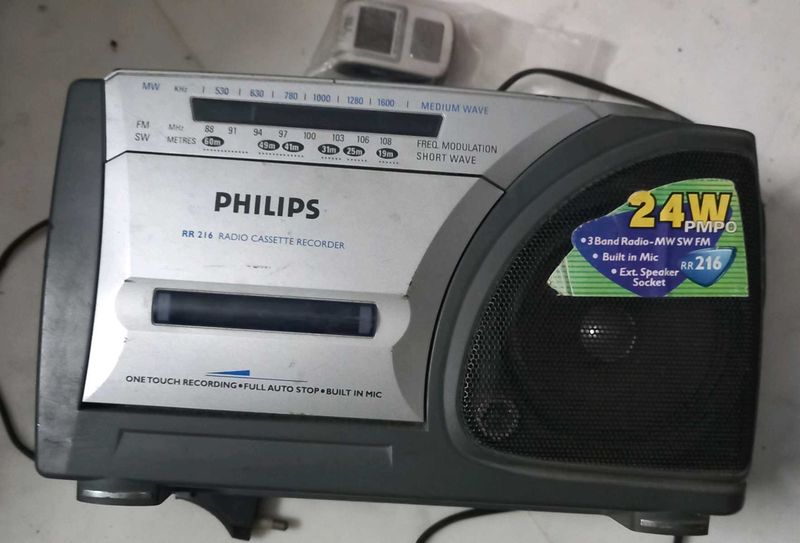 MW KHz 530 630 780 1000 1280 1600 MEDIUM WAVE
FM MHz 88 91 94 97 100 103 106 108 FREQ. MODULATION
SW METRES 60m 49m 41m 31m 25m 19m SHORT WAVE
PHILIPS
RR 216 RADIO CASSETTE RECORDER
ONE TOUCH RECORDING • FULL AUTO STOP • BUILT IN MIC
24W
PMPO
• 3 Band Radio-MW SW FM
• Built in Mic
• Ext. Speaker
Socket
RR 216